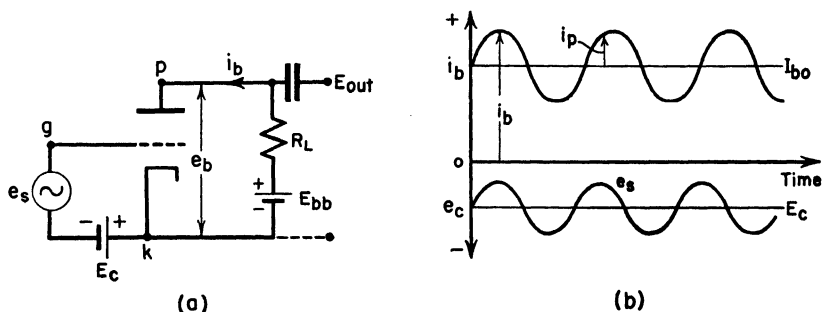 p
i_b
E_out
g
e_b
R_L
e_s
+
-
E_bb
- +
E_c
k
(a)
+
i_b
i_p
I_bo
i_b
o
Time
e_s
e_c
E_c
-
(b)